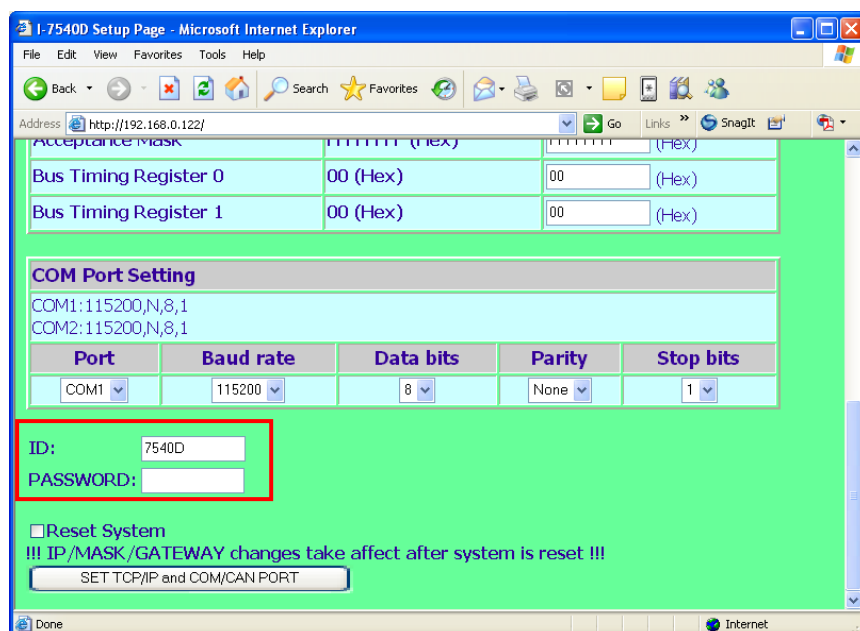 I-7540D Setup Page - Microsoft Internet Explorer
File Edit View Favorites Tools Help
Back Search Favorites
Address http://192.168.0.122/ Go Links » SnagIt
Acceptance Mask FFFFFFFF (Hex) FFFFFFFF (Hex)
Bus Timing Register 0 00 (Hex) 00 (Hex)
Bus Timing Register 1 00 (Hex) 00 (Hex)
COM Port Setting
COM1:115200,N,8,1
COM2:115200,N,8,1
Port Baud rate Data bits Parity Stop bits
COM1 115200 8 None 1
ID: 7540D
PASSWORD:
Reset System
!!! IP/MASK/GATEWAY changes take affect after system is reset !!!
SET TCP/IP and COM/CAN PORT
Done Internet